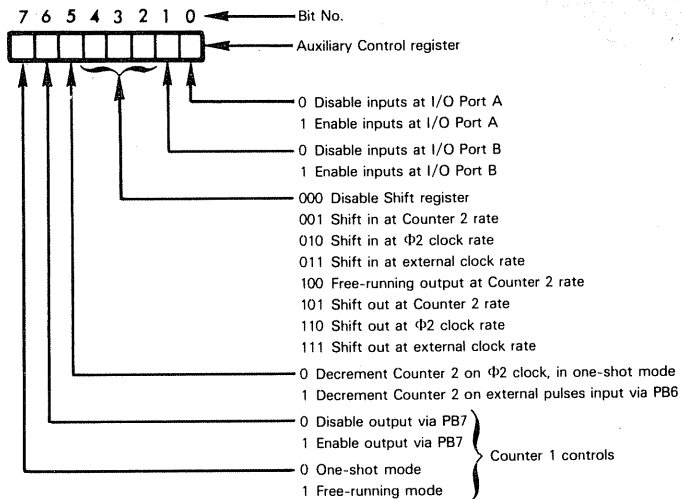 7 6 5 4 3 2 1 0 Bit No.
Auxiliary Control register
0 Disable inputs at I/O Port A
1 Enable inputs at I/O Port A
0 Disable inputs at I/O Port B
1 Enable inputs at I/O Port B
000 Disable Shift register
001 Shift in at Counter 2 rate
010 Shift in at Φ2 clock rate
011 Shift in at external clock rate
100 Free-running output at Counter 2 rate
101 Shift out at Counter 2 rate
110 Shift out at Φ2 clock rate
111 Shift out at external clock rate
0 Decrement Counter 2 on Φ2 clock, in one-shot mode
1 Decrement Counter 2 on external pulses input via PB6
0 Disable output via PB7
1 Enable output via PB7
Counter 1 controls
0 One-shot mode
1 Free-running mode